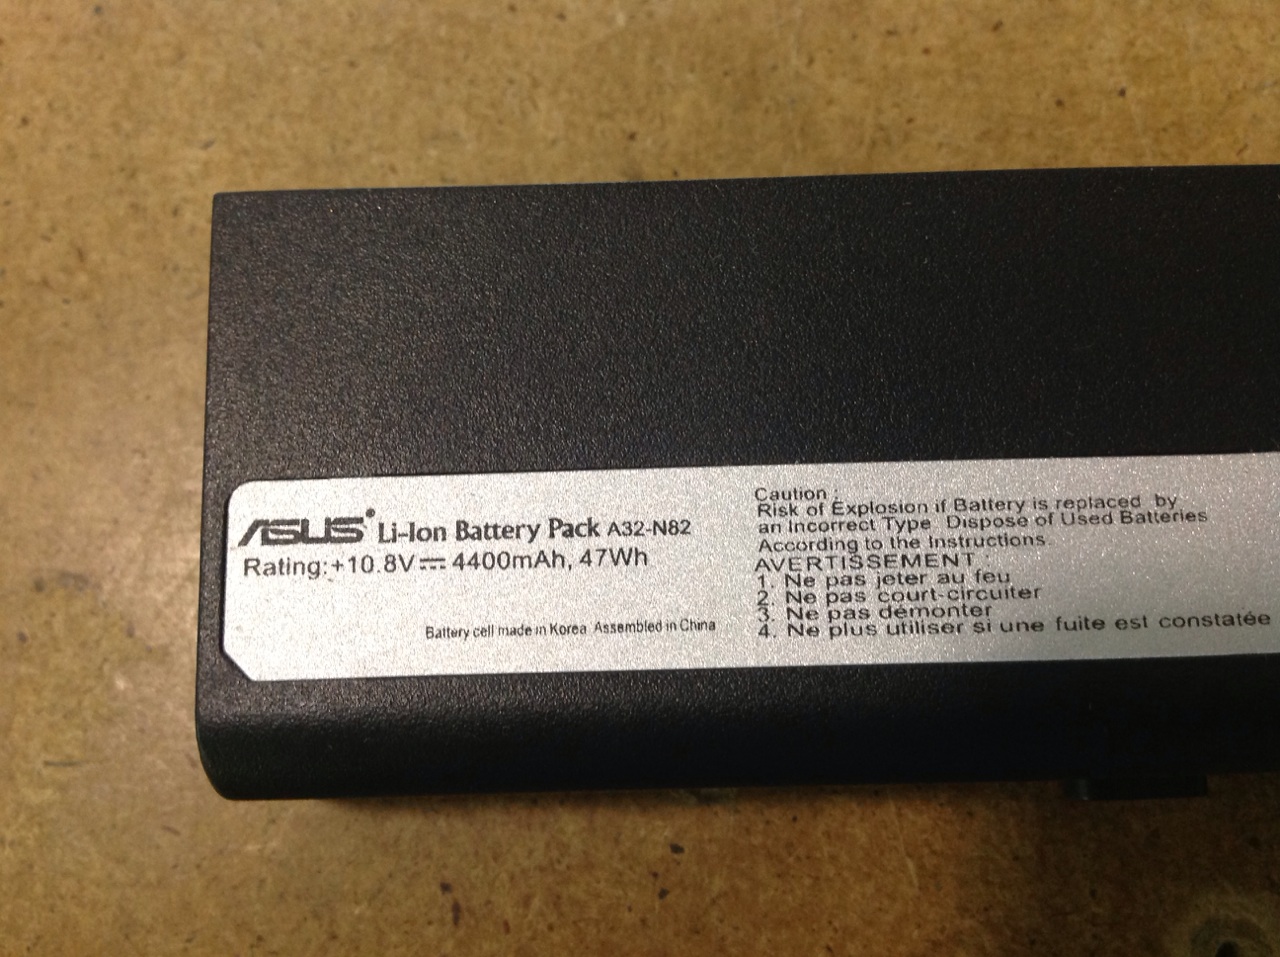 ASUS Li-Ion Battery Pack A32-N82
Rating:+10.8V⎓ 4400mAh, 47Wh
Battery cell made in Korea Assembled in China
Caution :
Risk of Explosion if Battery is replaced by
an Incorrect Type Dispose of Used Batteries
According to the Instructions.
AVERTISSEMENT :
1. Ne pas jeter au feu
2. Ne pas court-circuiter
3. Ne pas démonter
4. Ne plus utiliser si une fuite est constatée